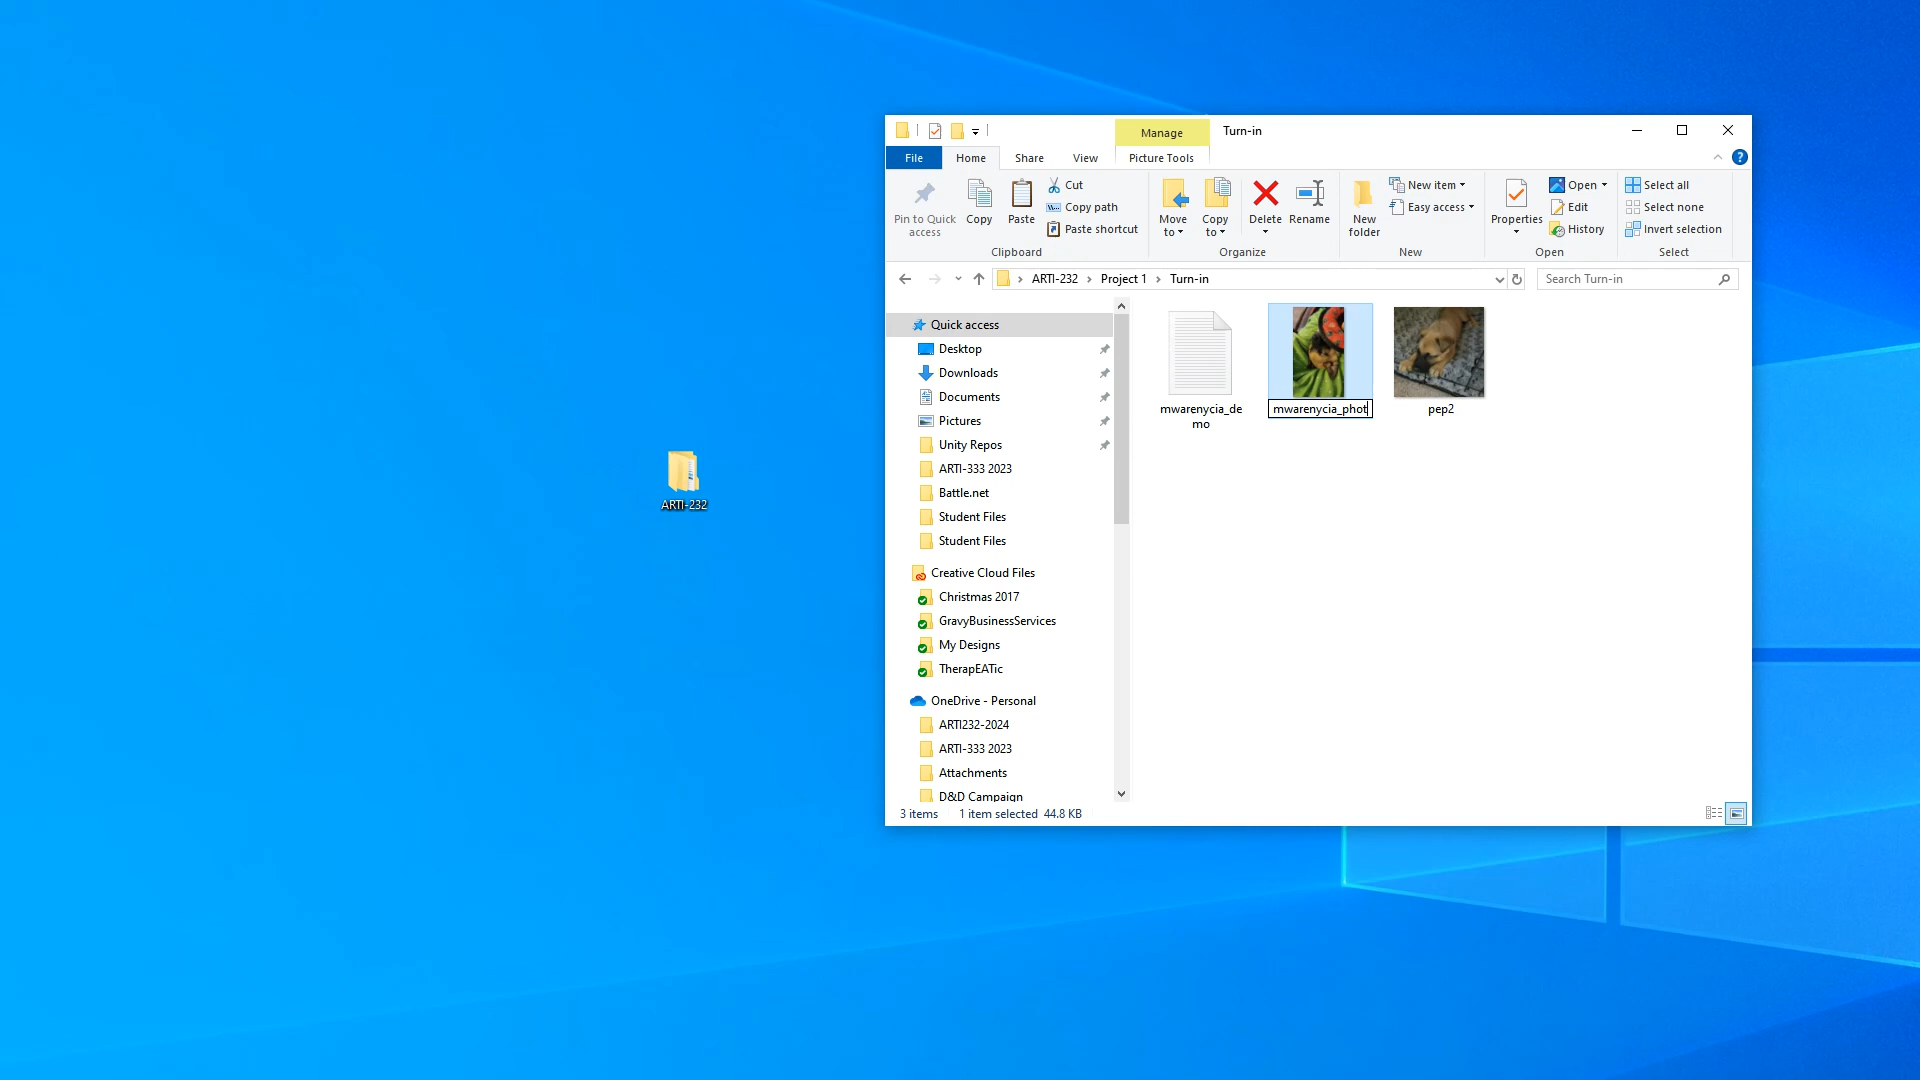 Manage
Turn-in
File
Home
Share
View
Picture Tools
Pin to Quick
access
Copy
Paste
Cut
Copy path
Paste shortcut
Clipboard
Move
to
Copy
to
Delete
Rename
Organize
New
folder
New item
Easy access
New
Properties
Open
Edit
History
Open
Select all
Select none
Invert selection
Select
ARTI-232
Project 1
Turn-in
Search Turn-in
Quick access
Desktop
Downloads
Documents
Pictures
Unity Repos
ARTI-333 2023
Battle.net
Student Files
Student Files
Creative Cloud Files
Christmas 2017
GravyBusinessServices
My Designs
TherapEATic
OneDrive - Personal
ARTI232-2024
ARTI-333 2023
Attachments
D&D Campaign
mwarenycia_de
mo
mwarenycia_phot
pep2
3 items
1 item selected 44.8 KB
ARTI-232